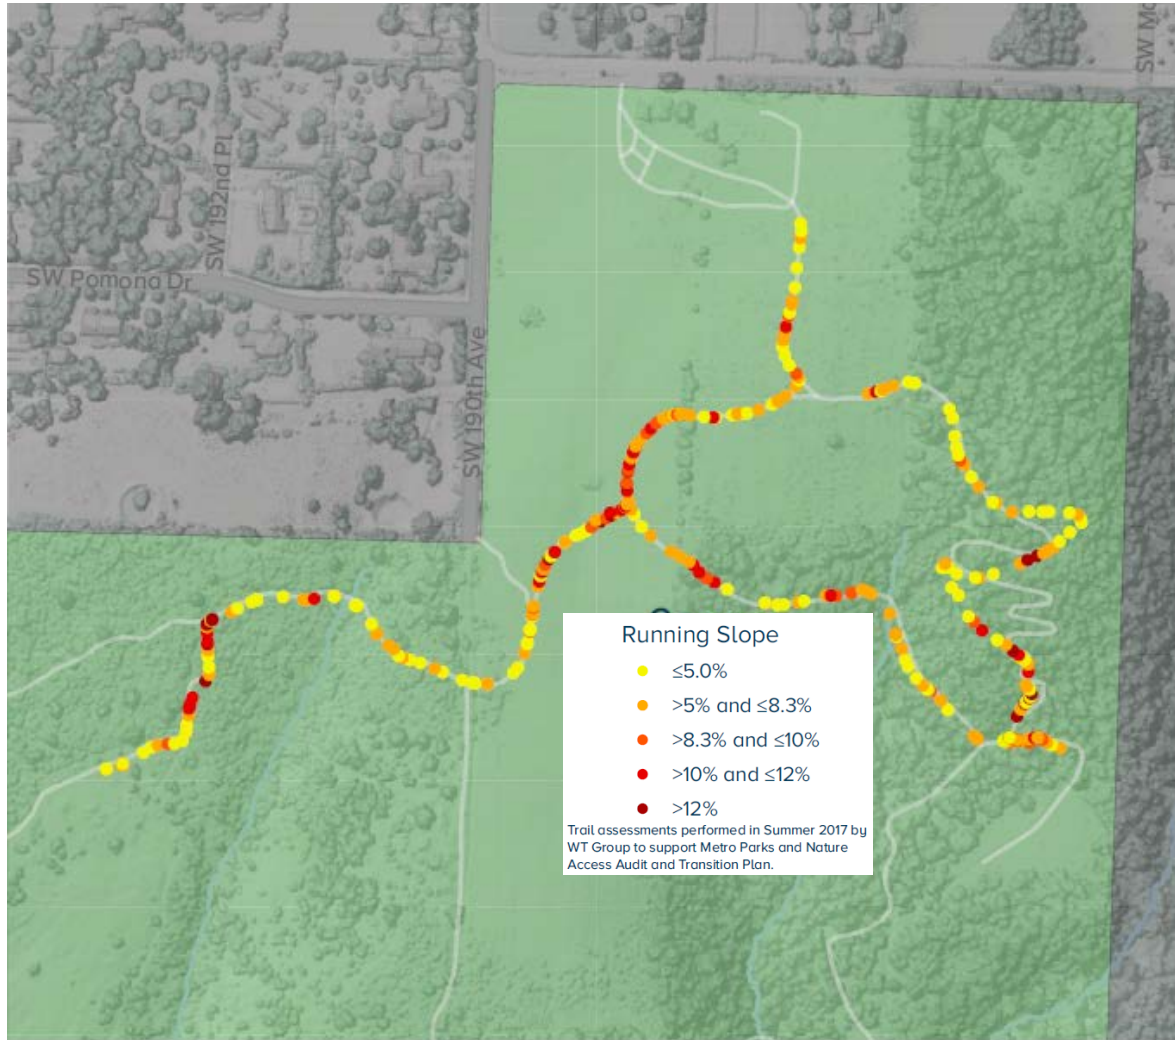 SW MC
SW 192nd Pl
SW Pomona Dr
SW 190th Ave
Running Slope
≤5.0%
>5% and ≤8.3%
>8.3% and ≤10%
>10% and ≤12%
>12%
Trail assessments performed in Summer 2017 by
WT Group to support Metro Parks and Nature
Access Audit and Transition Plan.